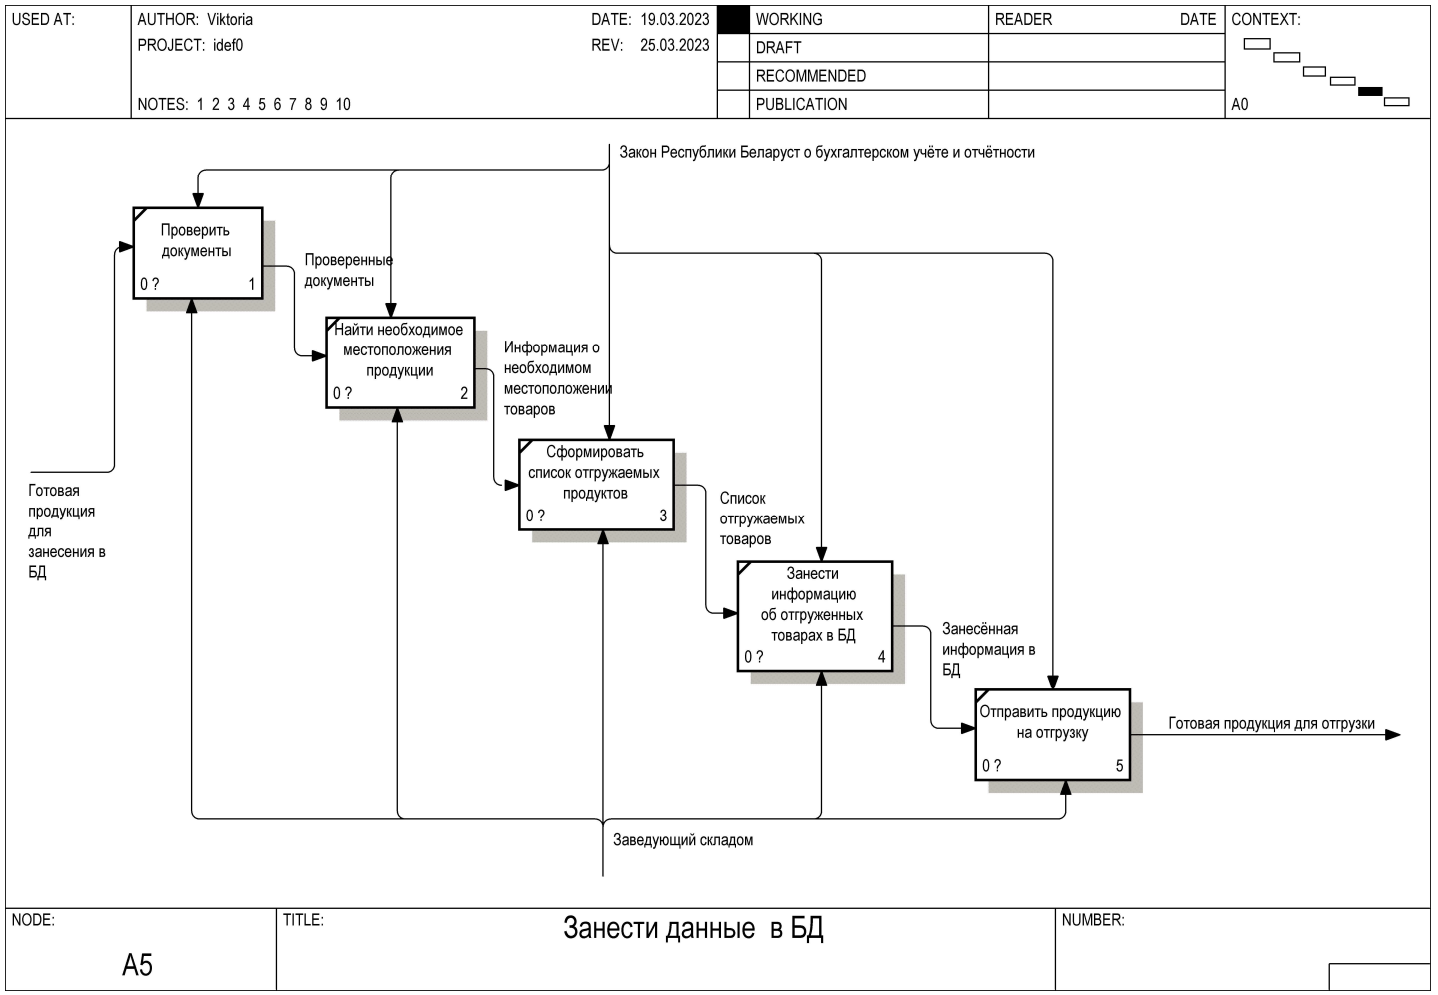 USED AT:
AUTHOR: Viktoria
DATE: 19.03.2023
PROJECT: idef0
REV: 25.03.2023
NOTES: 1 2 3 4 5 6 7 8 9 10
WORKING
DRAFT
RECOMMENDED
PUBLICATION
READER
DATE
CONTEXT:
A0
Закон Республики Беларуст о бухгалтерском учёте и отчётности
Проверить
документы
0 ?
1
Проверенные
документы
Найти необходимое
местоположения
продукции
0 ?
2
Информация о
необходимом
местоположении
товаров
Сформировать
список отгружаемых
продуктов
0 ?
3
Готовая
продукция
для
занесения в
БД
Список
отгружаемых
товаров
Занести
информацию
об отгруженных
товарах в БД
0 ?
4
Занесённая
информация в
БД
Отправить продукцию
на отгрузку
0 ?
5
Готовая продукция для отгрузки
Заведующий складом
NODE:
A5
TITLE:
Занести данные в БД
NUMBER: